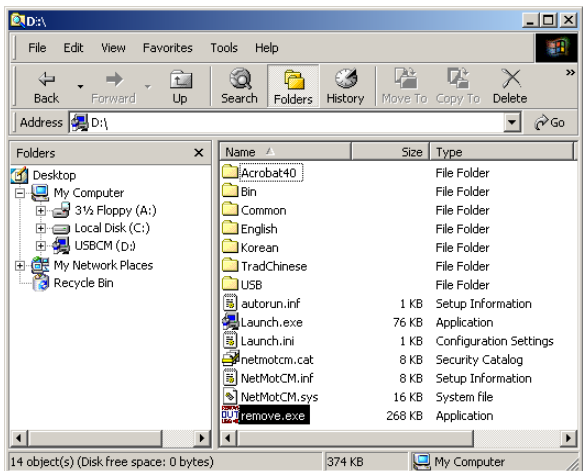 D:\
File Edit View Favorites Tools Help
Back Forward Up Search Folders History Move To Copy To Delete »
Address D:\ Go
Folders
Desktop
My Computer
3½ Floppy (A:)
Local Disk (C:)
USBCM (D:)
My Network Places
Recycle Bin
Name Size Type
Acrobat40 File Folder
Bin File Folder
Common File Folder
English File Folder
Korean File Folder
TradChinese File Folder
USB File Folder
autorun.inf 1 KB Setup Information
Launch.exe 76 KB Application
Launch.ini 1 KB Configuration Settings
netmotcm.cat 8 KB Security Catalog
NetMotCM.inf 8 KB Setup Information
NetMotCM.sys 16 KB System file
remove.exe 268 KB Application
14 object(s) (Disk free space: 0 bytes) 374 KB My Computer